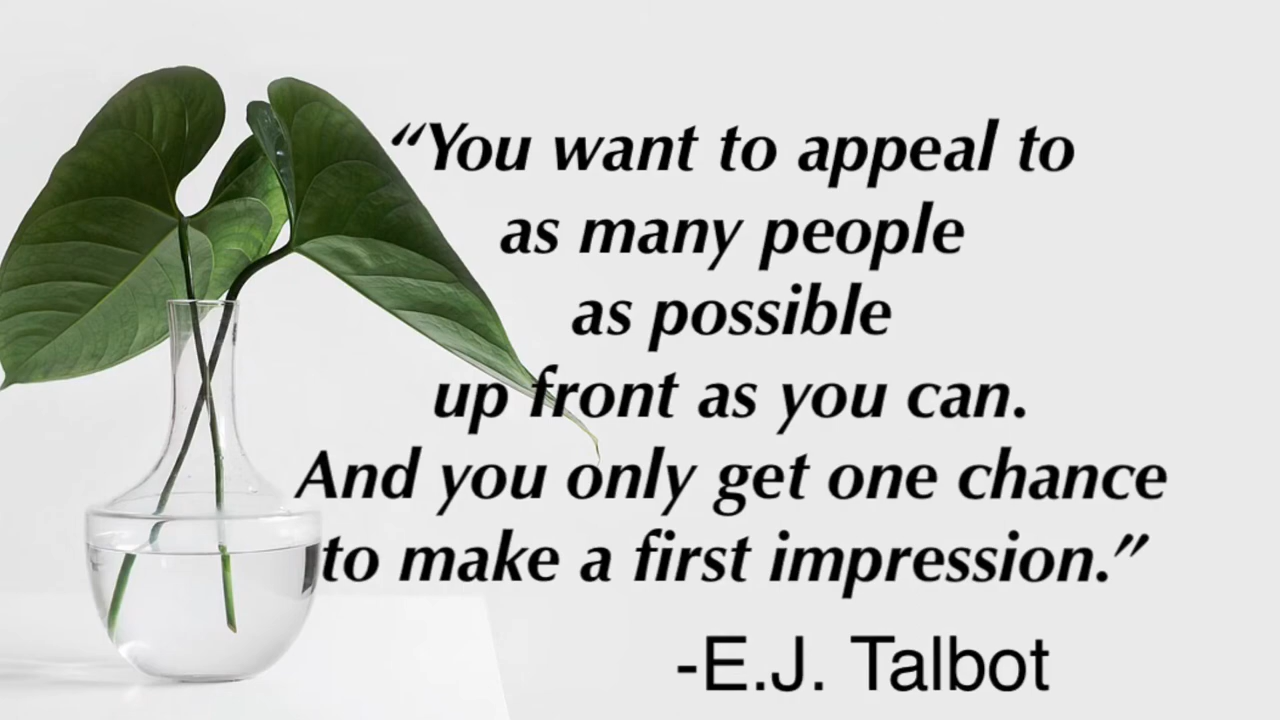 “You want to appeal to
as many people
as possible
up front as you can.
And you only get one chance
to make a first impression.”
-E.J. Talbot